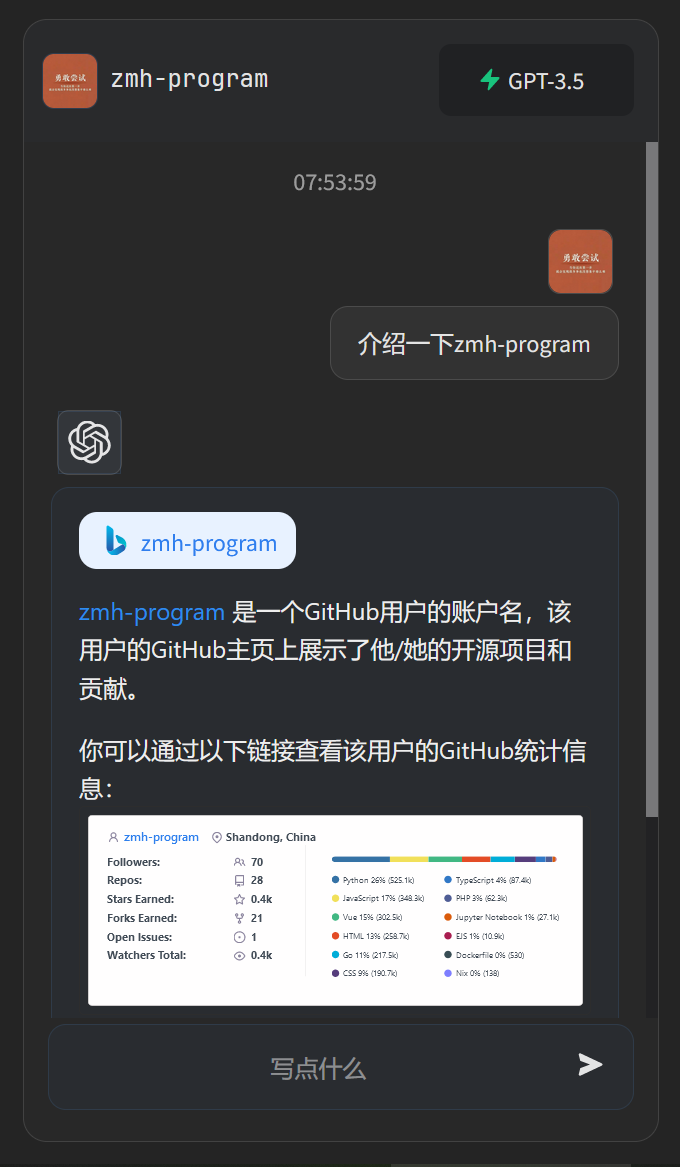 勇敢尝试
zmh-program
GPT-3.5
07:53:59
勇敢尝试
介绍一下zmh-program
zmh-program
zmh-program 是一个GitHub用户的账户名，该
用户的GitHub主页上展示了他/她的开源项目和
贡献。
你可以通过以下链接查看该用户的GitHub统计信
息：
zmh-program Shandong, China
Followers: 70
Repos: 28
Stars Earned: 0.4k
Forks Earned: 21
Open Issues: 1
Watchers Total: 0.4k
Python 26% (525.1k)
JavaScript 17% (348.3k)
Vue 15% (302.5k)
HTML 13% (258.7k)
Go 11% (217.5k)
CSS 9% (190.7k)
TypeScript 4% (87.4k)
PHP 3% (62.3k)
Jupyter Notebook 1% (27.1k)
EJS 1% (10.9k)
Dockerfile 0% (530)
Nix 0% (138)
写点什么